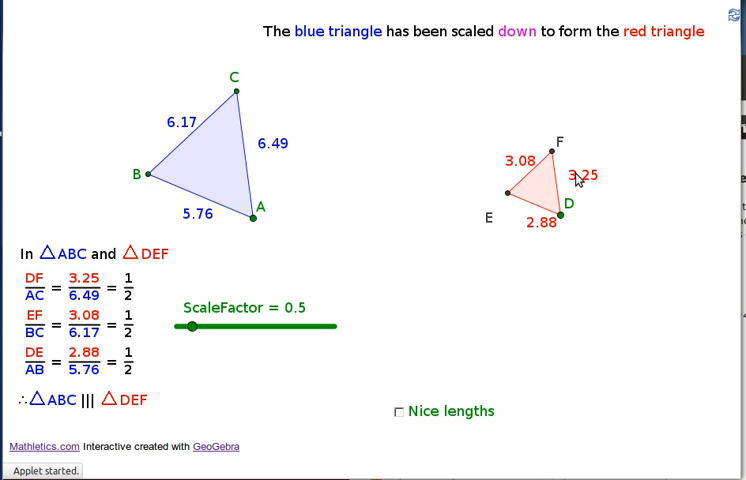 The blue triangle has been scaled down to form the red triangle
C
6.17
6.49
B
A
5.76
F
3.08
3.25
D
E
2.88
In △ABC and △DEF
DF/AC = 3.25/6.49 = 1/2
EF/BC = 3.08/6.17 = 1/2
DE/AB = 2.88/5.76 = 1/2
∴△ABC ||| △DEF
ScaleFactor = 0.5
Nice lengths
Mathletics.com Interactive created with GeoGebra
Applet started.